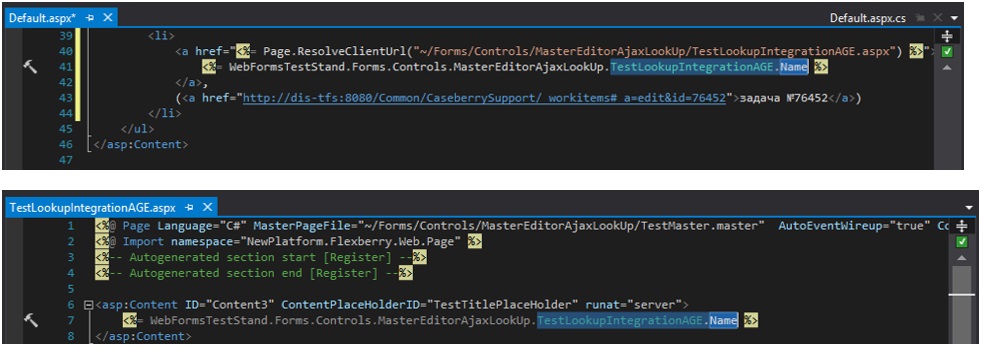 Default.aspx*
Default.aspx.cs
39 <li>
40 <a href="<%= Page.ResolveClientUrl("~/Forms/Controls/MasterEditorAjaxLookUp/TestLookupIntegrationAGE.aspx") %>">
41 <%= WebFormsTestStand.Forms.Controls.MasterEditorAjaxLookUp.TestLookupIntegrationAGE.Name %>
42 </a>,
43 (<a href="http://dis-tfs:8080/Common/CaseberrySupport/_workitems#_a=edit&id=76452">задача №76452</a>)
44 </li>
45 </ul>
46 </asp:Content>
47
TestLookupIntegrationAGE.aspx
1 <%@ Page Language="C#" MasterPageFile="~/Forms/Controls/MasterEditorAjaxLookUp/TestMaster.master" AutoEventWireup="true" Co
2 <%@ Import namespace="NewPlatform.Flexberry.Web.Page" %>
3 <%-- Autogenerated section start [Register] --%>
4 <%-- Autogenerated section end [Register] --%>
5
6 <asp:Content ID="Content3" ContentPlaceHolderID="TestTitlePlaceHolder" runat="server">
7 <%= WebFormsTestStand.Forms.Controls.MasterEditorAjaxLookUp.TestLookupIntegrationAGE.Name %>
8 </asp:Content>